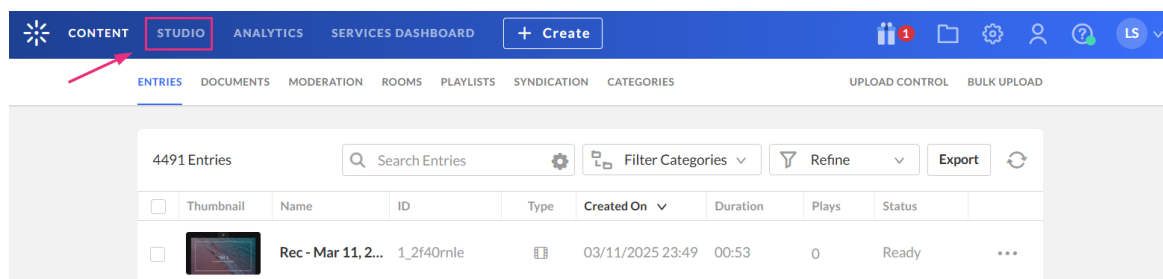 CONTENT STUDIO ANALYTICS SERVICES DASHBOARD + Create 1 LS
ENTRIES DOCUMENTS MODERATION ROOMS PLAYLISTS SYNDICATION CATEGORIES UPLOAD CONTROL BULK UPLOAD
4491 Entries Search Entries Filter Categories Refine Export
Thumbnail Name ID Type Created On Duration Plays Status
Rec - Mar 11, 2... 1_2f40rnle 03/11/2025 23:49 00:53 0 Ready